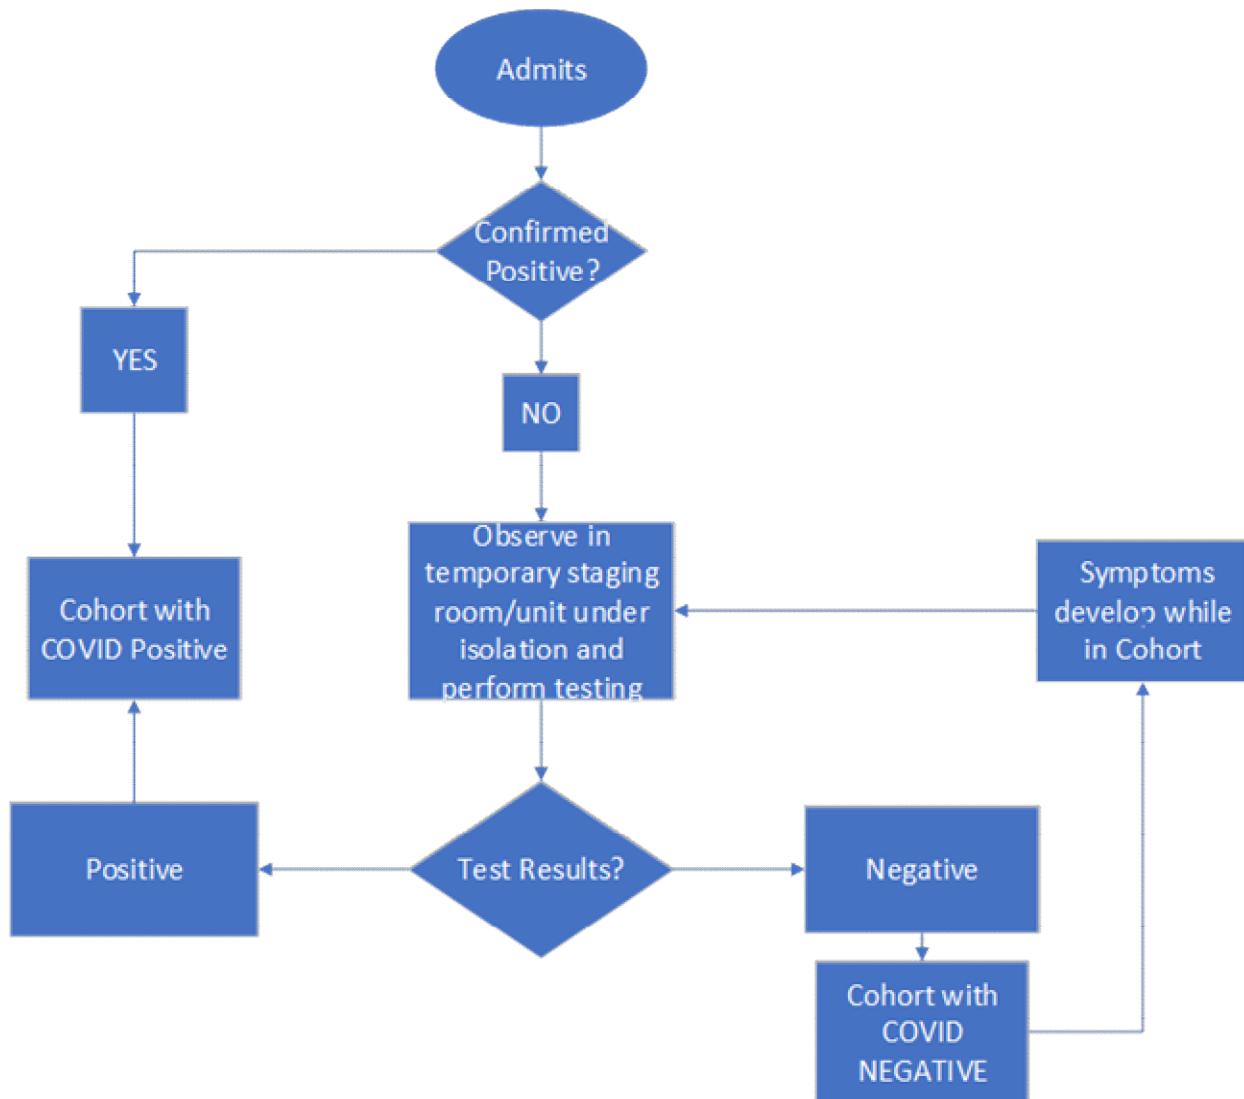 Admits
Confirmed
Positive?
YES
NO
Observe in
temporary staging
room/unit under
isolation and
perform testing
Symptoms
develop while
in Cohort
Cohort with
COVID Positive
Positive
Test Results?
Negative
Cohort with
COVID
NEGATIVE